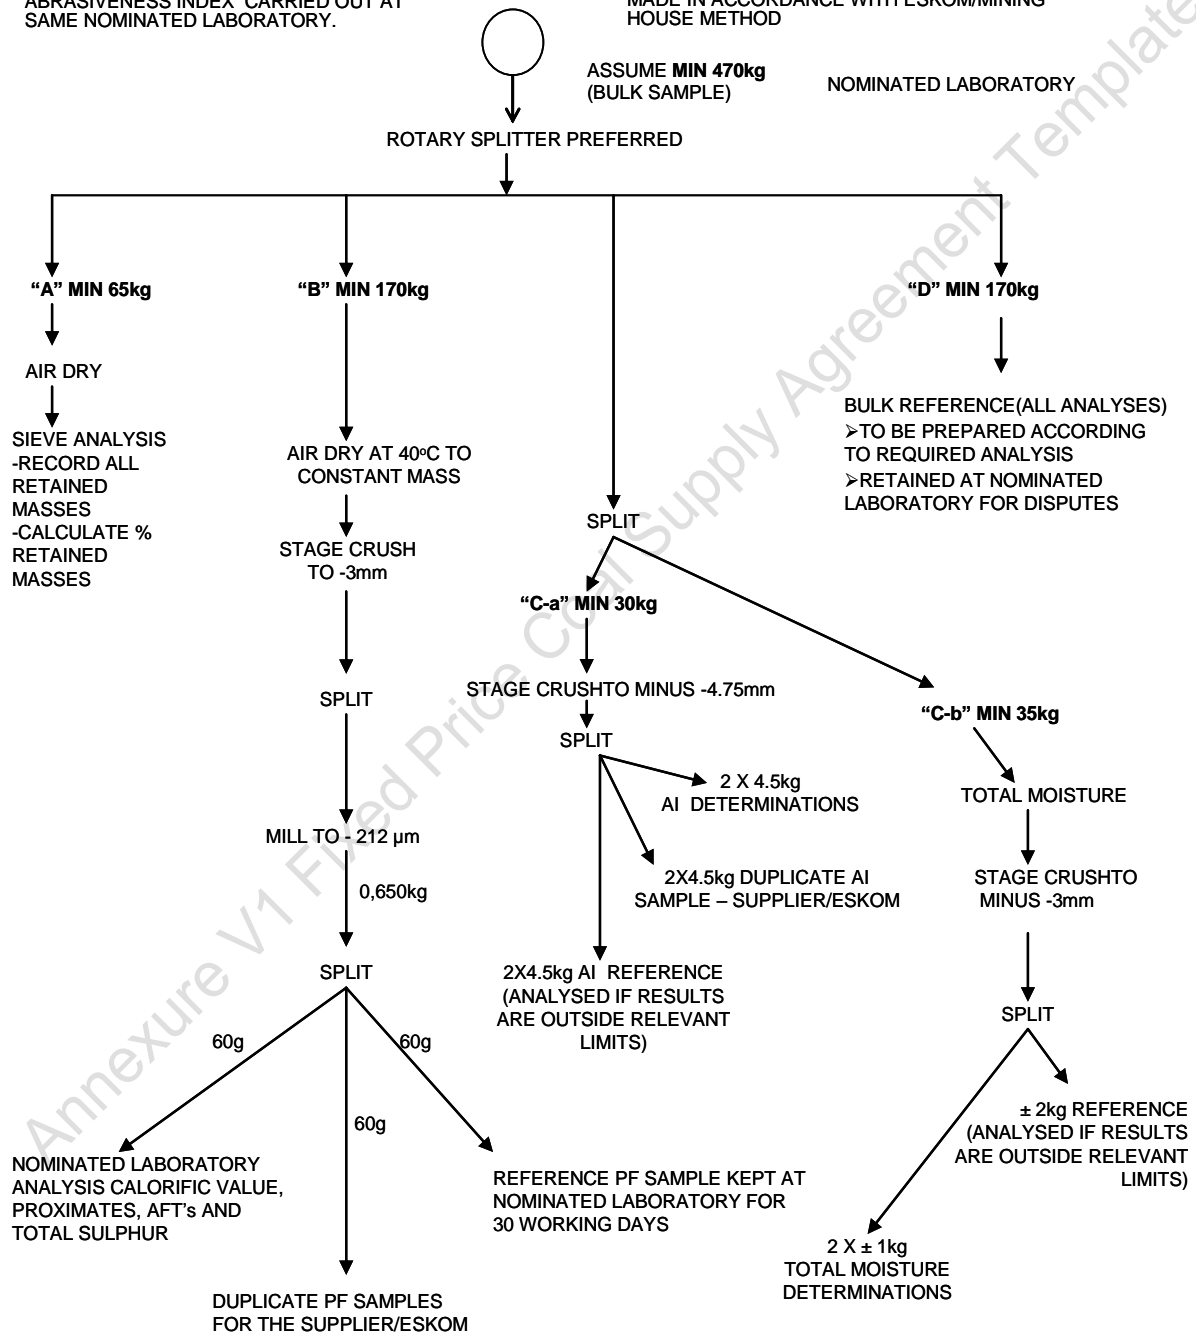 ABRASIVENESS INDEX CARRIED OUT AT
SAME NOMINATED LABORATORY.
MADE IN ACCORDANCE WITH ESKOM/MINING
HOUSE METHOD
ASSUME MIN 470kg
(BULK SAMPLE)
NOMINATED LABORATORY
ROTARY SPLITTER PREFERRED
“A” MIN 65kg
AIR DRY
SIEVE ANALYSIS
-RECORD ALL
RETAINED
MASSES
-CALCULATE %
RETAINED
MASSES
“B” MIN 170kg
AIR DRY AT 40ºC TO
CONSTANT MASS
STAGE CRUSH
TO -3mm
SPLIT
MILL TO - 212 µm
0,650kg
SPLIT
60g
60g
60g
NOMINATED LABORATORY
ANALYSIS CALORIFIC VALUE,
PROXIMATES, AFT’s AND
TOTAL SULPHUR
DUPLICATE PF SAMPLES
FOR THE SUPPLIER/ESKOM
REFERENCE PF SAMPLE KEPT AT
NOMINATED LABORATORY FOR
30 WORKING DAYS
SPLIT
“C-a” MIN 30kg
STAGE CRUSHTO MINUS -4.75mm
SPLIT
2 X 4.5kg
AI DETERMINATIONS
2X4.5kg DUPLICATE AI
SAMPLE – SUPPLIER/ESKOM
2X4.5kg AI REFERENCE
(ANALYSED IF RESULTS
ARE OUTSIDE RELEVANT
LIMITS)
“C-b” MIN 35kg
TOTAL MOISTURE
STAGE CRUSHTO
MINUS -3mm
SPLIT
± 2kg REFERENCE
(ANALYSED IF RESULTS
ARE OUTSIDE RELEVANT
LIMITS)
2 X ± 1kg
TOTAL MOISTURE
DETERMINATIONS
“D” MIN 170kg
BULK REFERENCE(ALL ANALYSES)
➢TO BE PREPARED ACCORDING
TO REQUIRED ANALYSIS
➢RETAINED AT NOMINATED
LABORATORY FOR DISPUTES
Annexure V1 Fixed Price Coal Supply Agreement Template